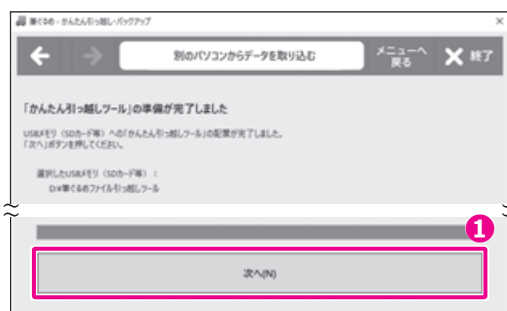 筆ぐるめ - かんたん引っ越し・バックアップ
別のパソコンからデータを取り込む
メニューへ
戻る
終了
「かんたん引っ越しツール」の準備が完了しました
USBメモリ（SDカード等）への「かんたん引っ越しツール」の配置が完了しました。
「次へ」ボタンを押してください。
選択したUSBメモリ（SDカード等）：
D:¥筆ぐるめファイル引っ越しツール
1
次へ(N)